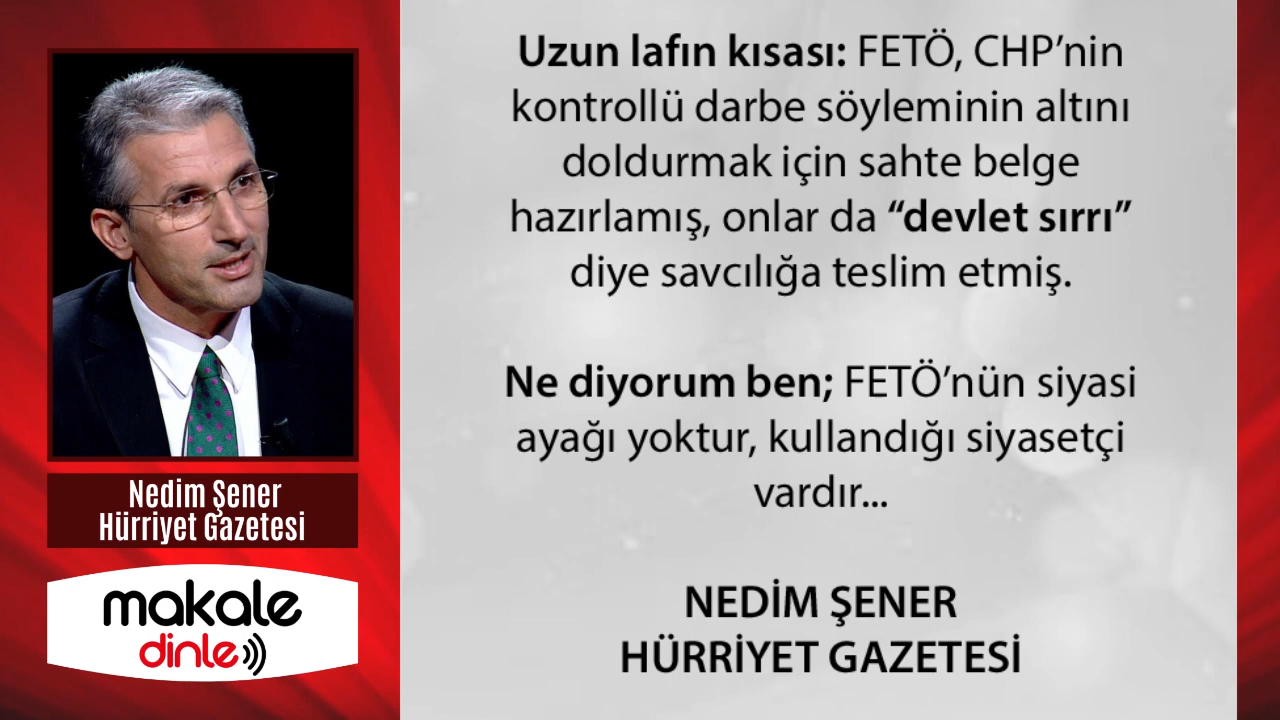 Uzun lafın kısası: FETÖ, CHP’nin
kontrollü darbe söyleminin altını
doldurmak için sahte belge
hazırlamış, onlar da “devlet sırrı”
diye savcılığa teslim etmiş.
Ne diyorum ben; FETÖ’nün siyasi
ayağı yoktur, kullandığı siyasetçi
vardır...
NEDİM ŞENER
HÜRRİYET GAZETESİ
Nedim Şener
Hürriyet Gazetesi
makale
dinle